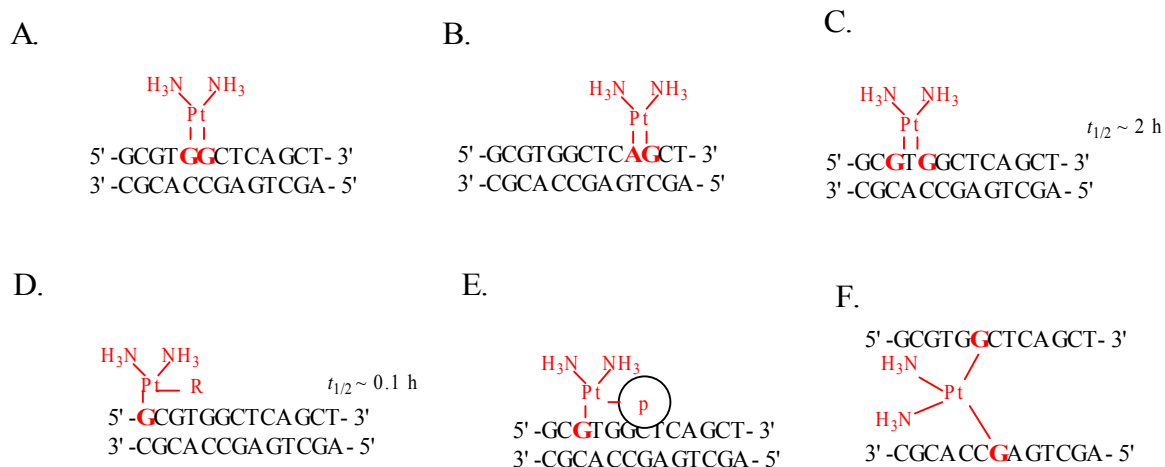 A.
H₃N NH₃
Pt
5' -GCGTGGCTCAGCT- 3'
3' -CGCACCGAGTCGA- 5'
B.
H₃N NH₃
Pt
5' -GCGTGGCTCAGCT- 3'
3' -CGCACCGAGTCGA- 5'
C.
H₃N NH₃
Pt
t₁/₂ ~ 2 h
5' -GCGTGGCTCAGCT- 3'
3' -CGCACCGAGTCGA- 5'
D.
H₃N NH₃
Pt R
t₁/₂ ~ 0.1 h
5' -GCGTGGCTCAGCT- 3'
3' -CGCACCGAGTCGA- 5'
E.
H₃N NH₃
Pt p
5' -GCGTGGCTCAGCT- 3'
3' -CGCACCGAGTCGA- 5'
F.
5' -GCGTGGCTCAGCT- 3'
H₃N
Pt
H₃N
3' -CGCACCGAGTCGA- 5'